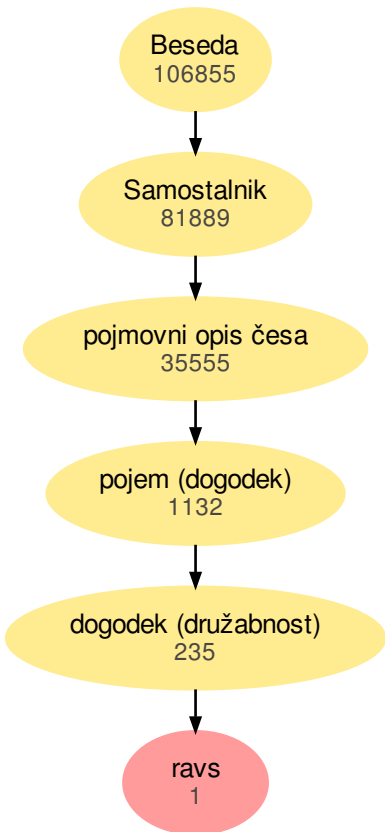 Beseda
106855
Samostalnik
81889
pojmovni opis česa
35555
pojem (dogodek)
1132
dogodek (družabnost)
235
ravs
1